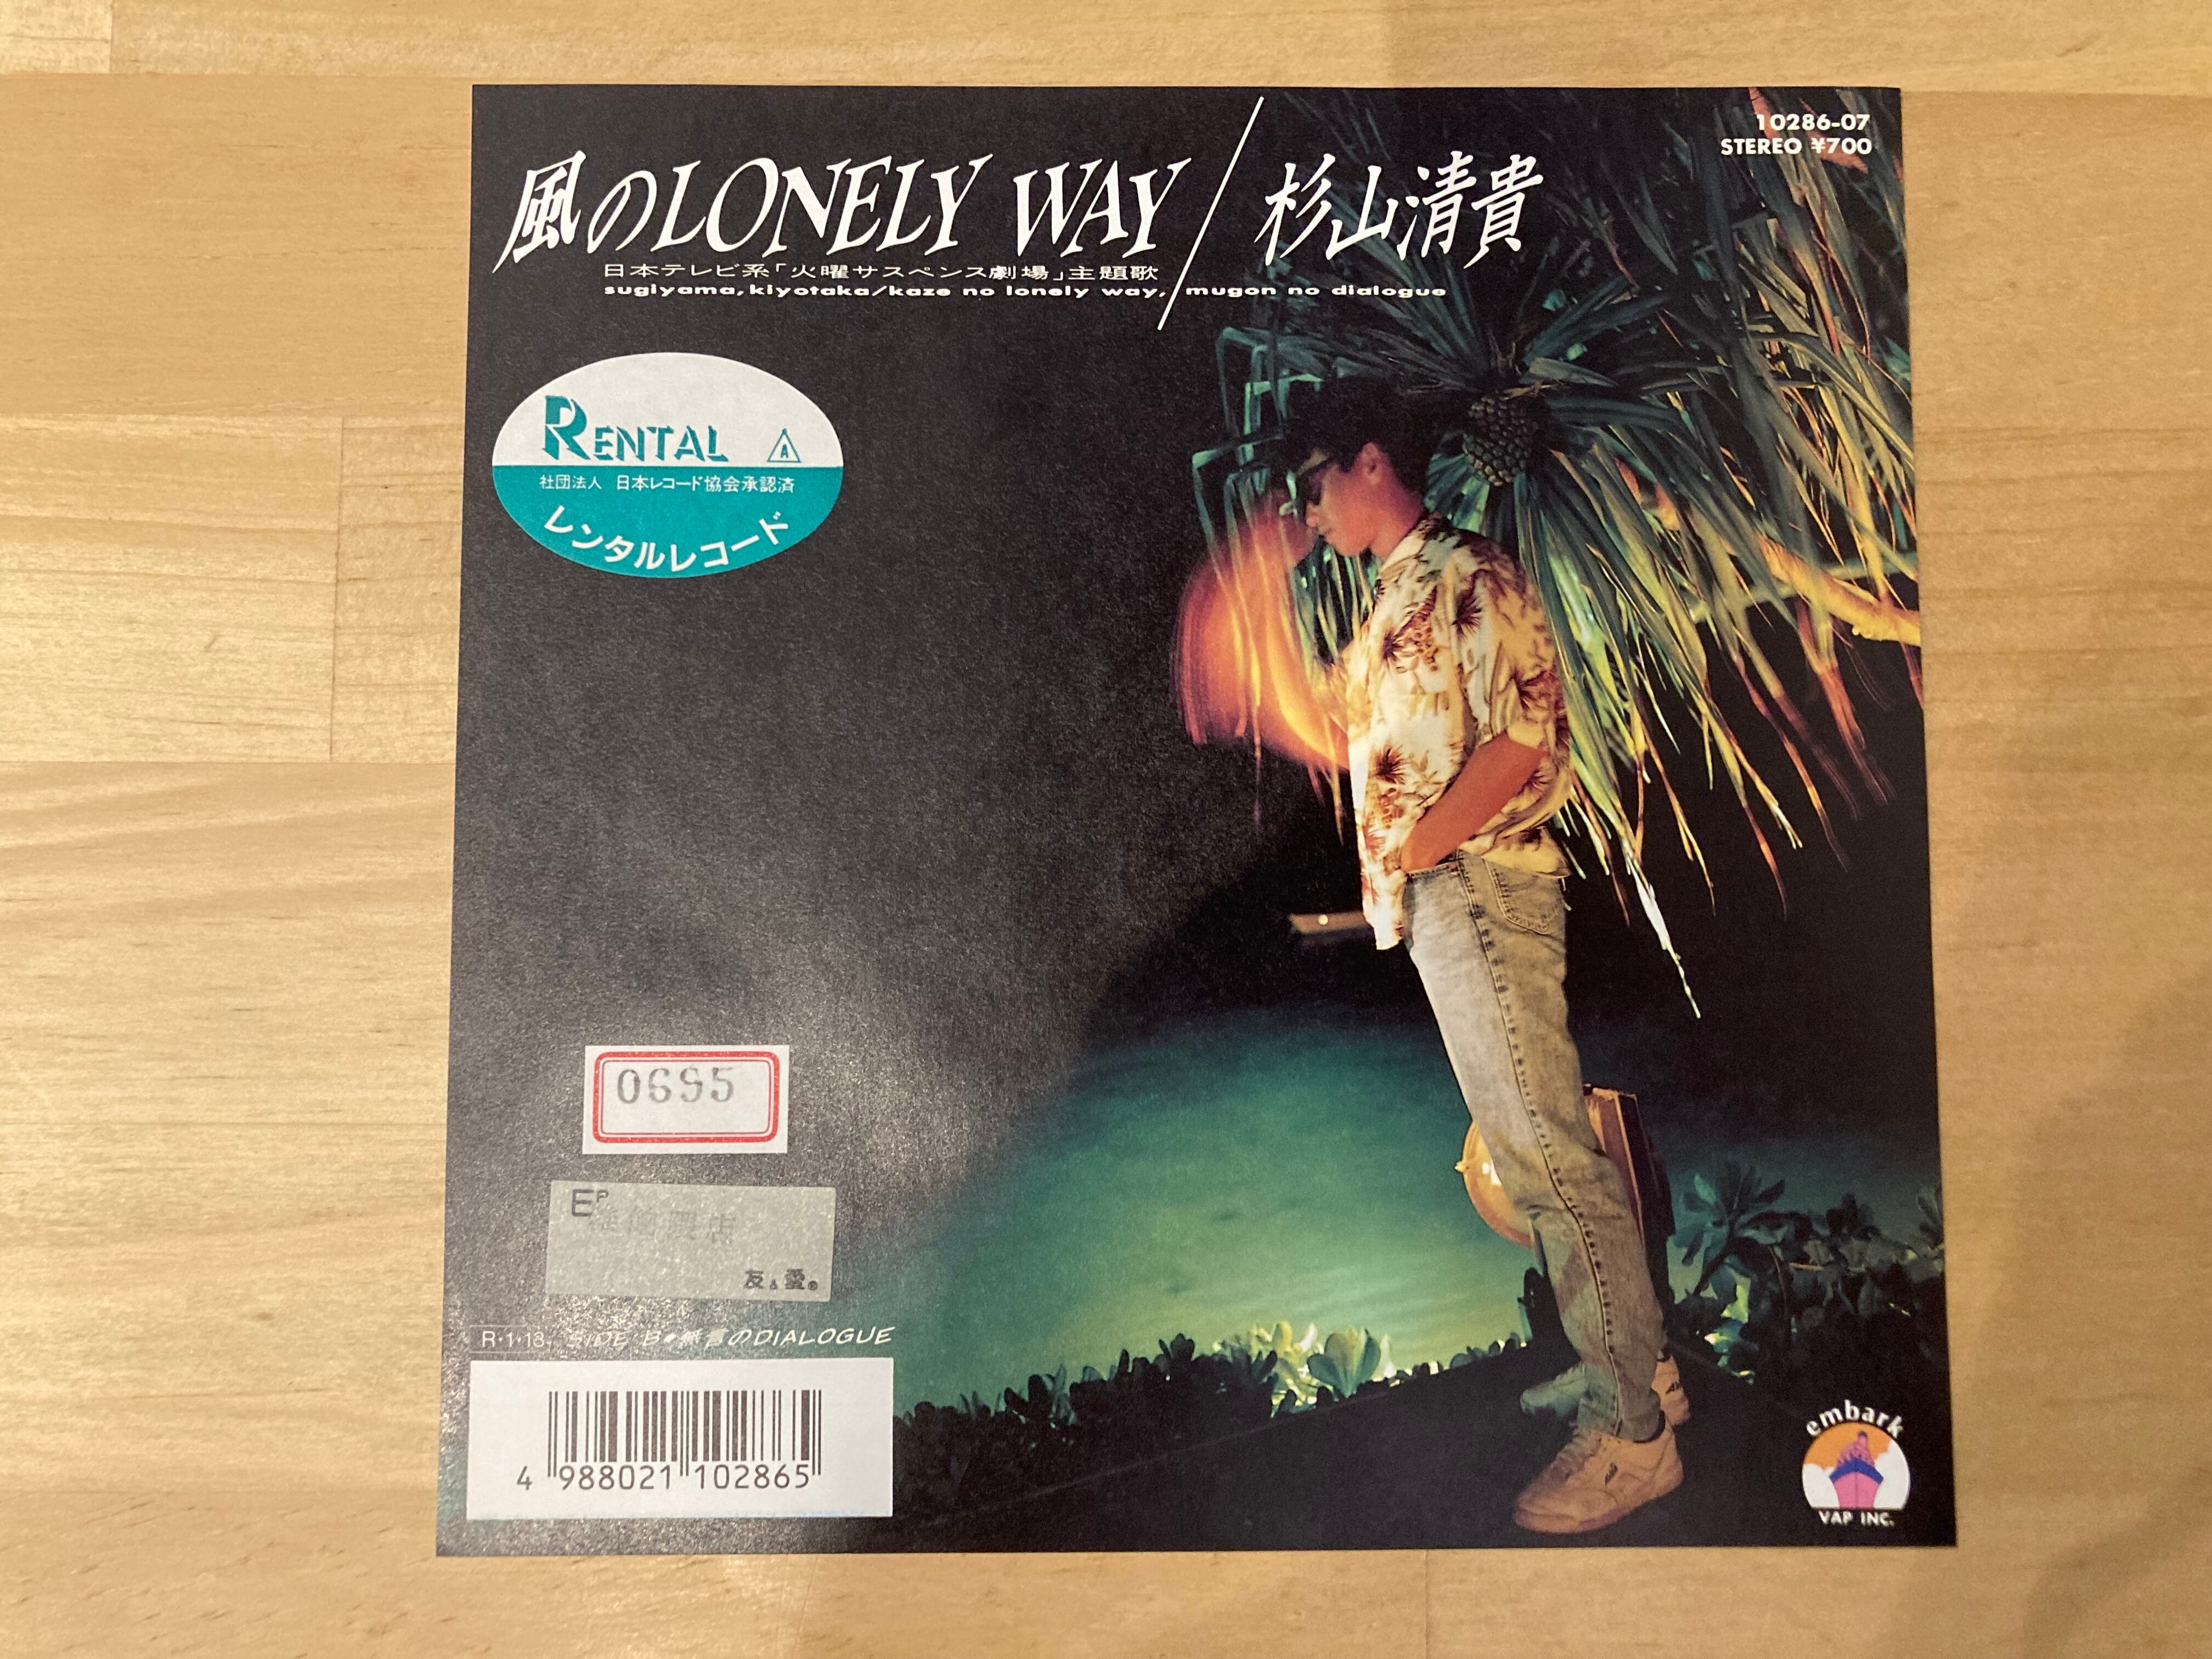 10286-07
STEREO ¥700
風のLONELY WAY/杉山清貴
日本テレビ系「火曜サスペンス劇場」主題歌
sugiyama,kiyotaka/kaze no lonely way, mugon no dialogue
RENTAL A
社団法人 日本レコード協会承認済
レンタルレコード
0695
EP
友&愛®
R・1・13 SIDE B●無言のDIALOGUE
4 988021 102865
embark
VAP INC.